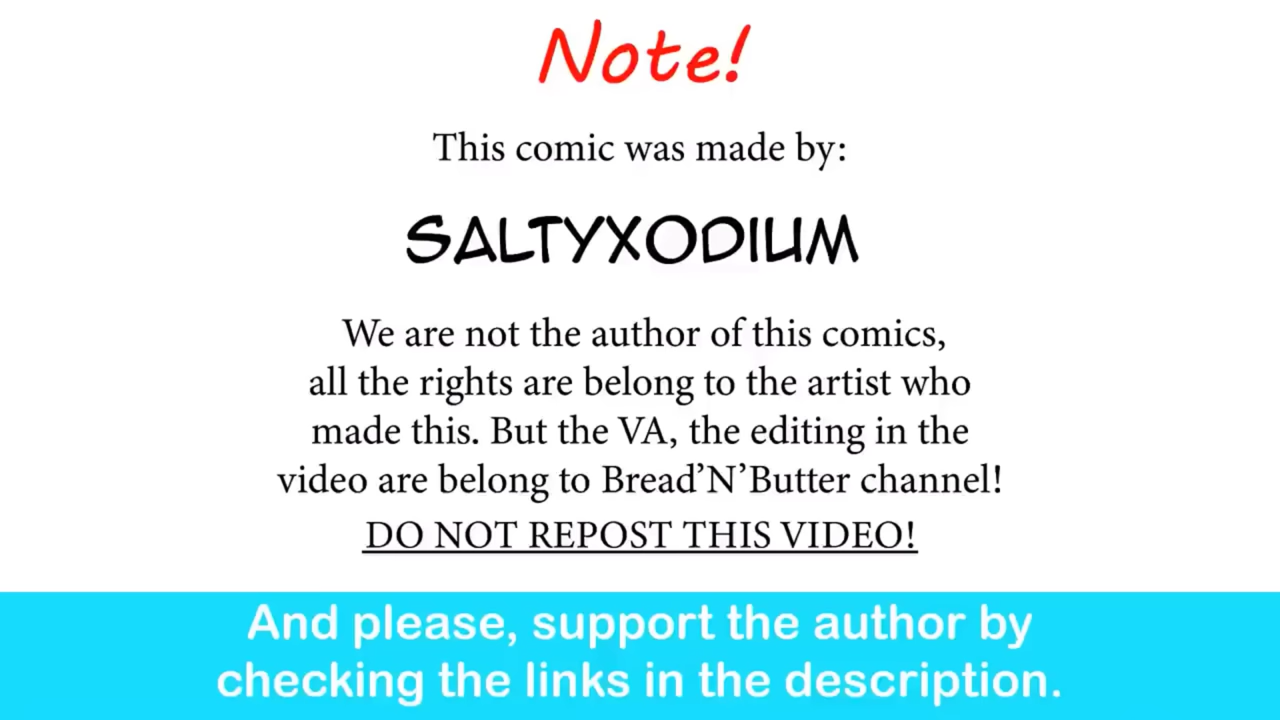 Note!
This comic was made by:
SALTYXODIUM
We are not the author of this comics,
all the rights are belong to the artist who
made this. But the VA, the editing in the
video are belong to Bread’N’Butter channel!
DO NOT REPOST THIS VIDEO!
And please, support the author by
checking the links in the description.